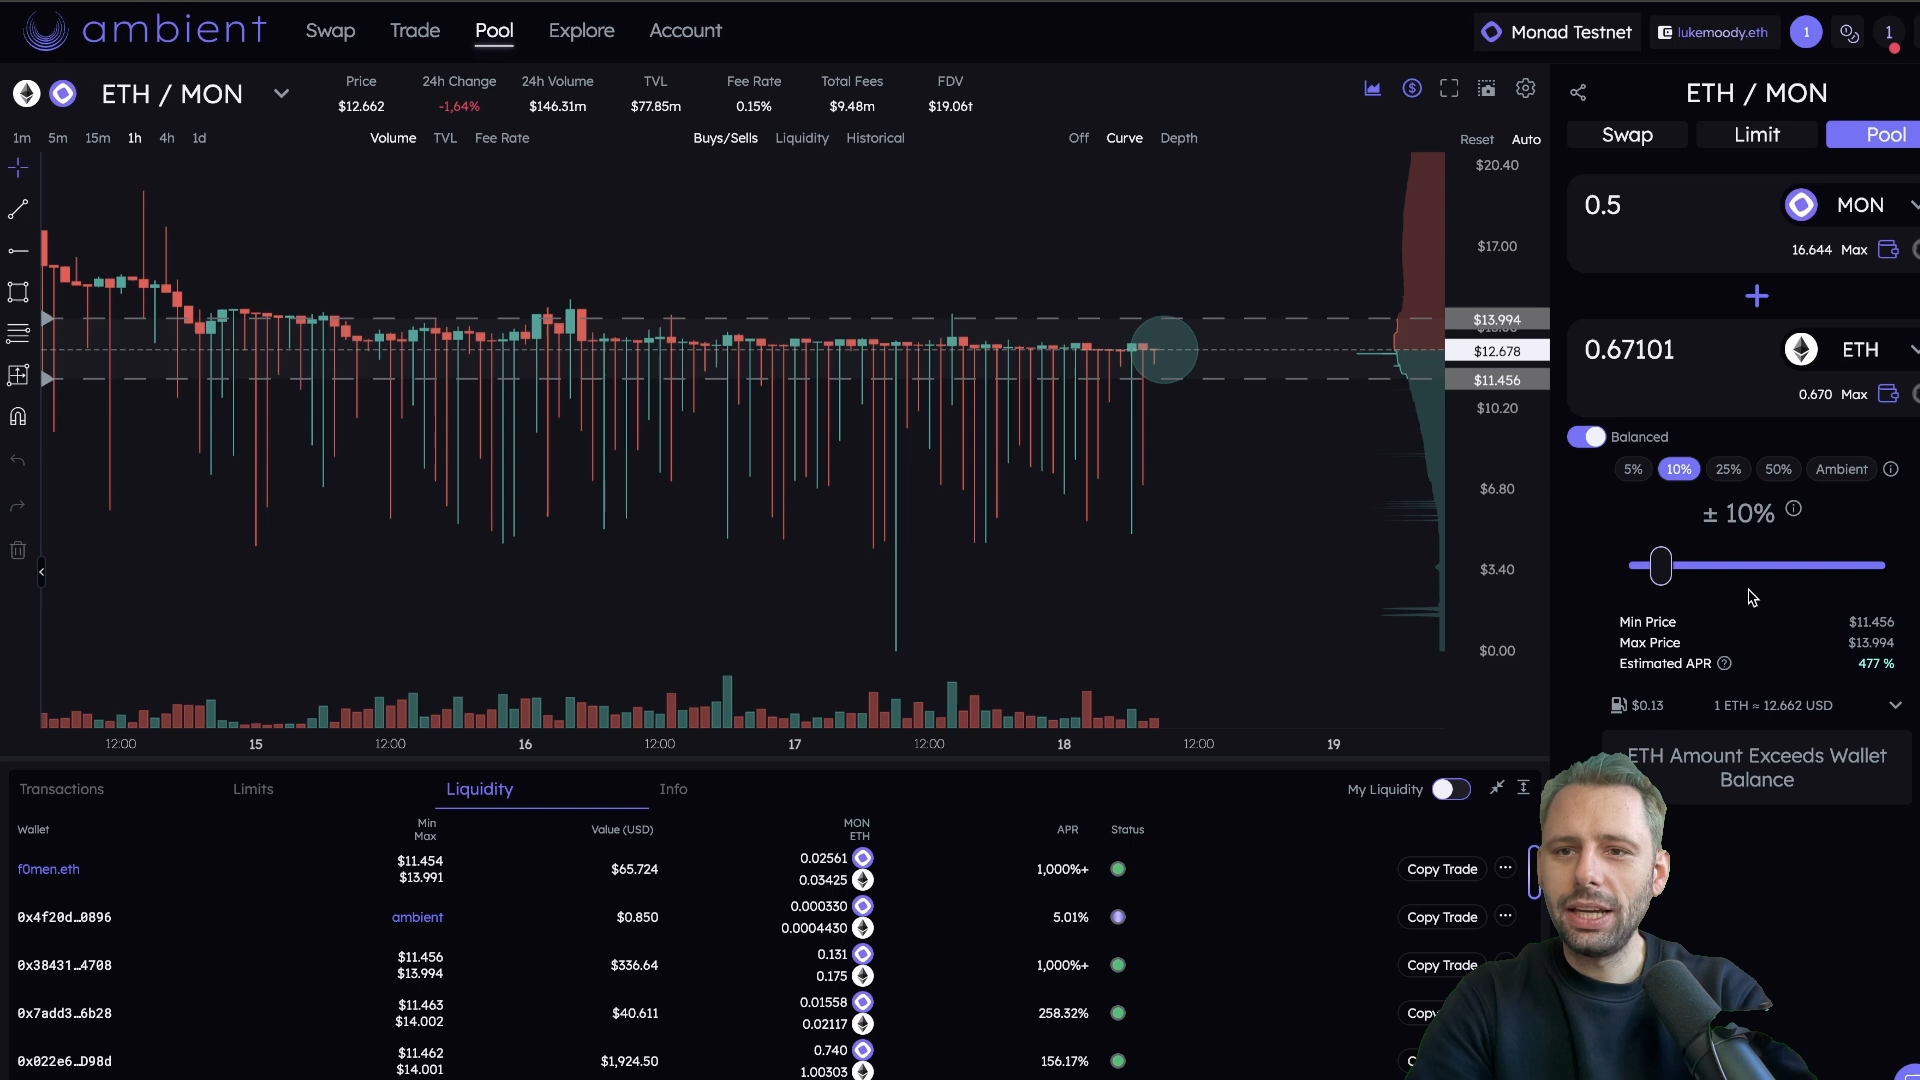 ambient
Swap Trade Pool Explore Account
Monad Testnet
lukemoody.eth
1
1
ETH / MON
Price 24h Change 24h Volume TVL Fee Rate Total Fees FDV
$12.662 -1,64% $146.31m $77.85m 0.15% $9.48m $19.06t
1m 5m 15m 1h 4h 1d
Volume TVL Fee Rate
Buys/Sells Liquidity Historical
Off Curve Depth
Reset Auto
$20.40
$17.00
$13.994
$12.678
$11.456
$10.20
$6.80
$3.40
$0.00
12:00 15 12:00 16 12:00 17 12:00 18 12:00 19
ETH / MON
Swap Limit Pool
0.5 MON
16.644 Max
0.67101 ETH
0.670 Max
Balanced
5% 10% 25% 50% Ambient
± 10%
Min Price $11.456
Max Price $13.994
Estimated APR 477 %
$0.13 1 ETH ≈ 12.662 USD
ETH Amount Exceeds Wallet
Balance
Transactions Limits Liquidity Info
My Liquidity
Wallet Min Value (USD) MON APR Status
Max ETH
f0men.eth $11.454 $65.724 0.02561 1,000%+ Copy Trade
$13.991 0.03425
0x4f20d…0896 ambient $0.850 0.000330 5.01% Copy Trade
0.0004430
0x38431…4708 $11.456 $336.64 0.131 1,000%+ Copy Trade
$13.994 0.175
0x7add3…6b28 $11.463 $40.611 0.01558 258.32% Copy
$14.002 0.02117
0x022e6…D98d $11.462 $1,924.50 0.740 156.17% C
$14.001 1.00303